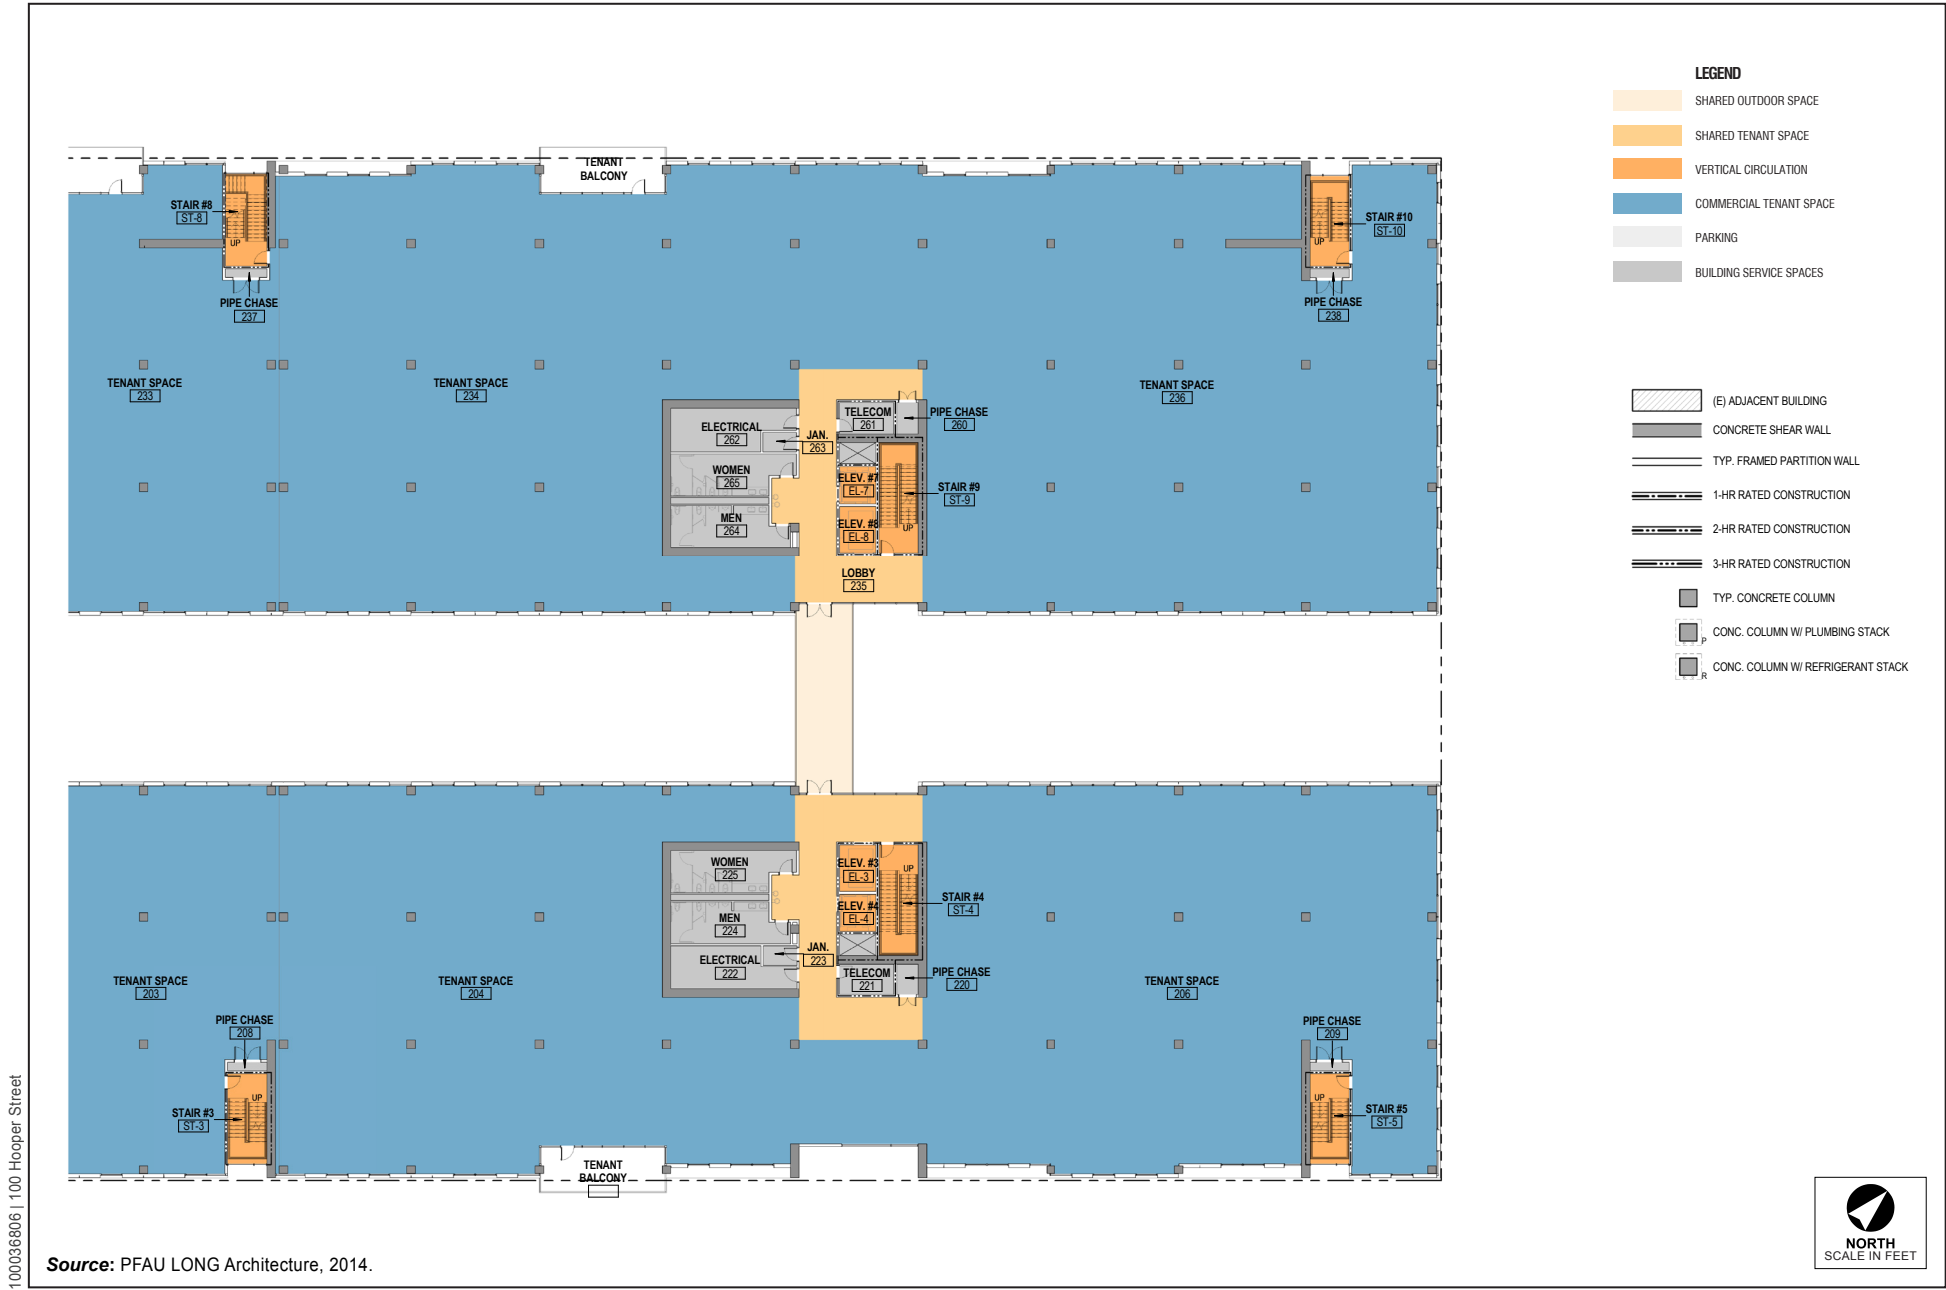 LEGEND
SHARED OUTDOOR SPACE
SHARED TENANT SPACE
VERTICAL CIRCULATION
COMMERCIAL TENANT SPACE
PARKING
BUILDING SERVICE SPACES
(E) ADJACENT BUILDING
CONCRETE SHEAR WALL
TYP. FRAMED PARTITION WALL
1-HR RATED CONSTRUCTION
2-HR RATED CONSTRUCTION
3-HR RATED CONSTRUCTION
TYP. CONCRETE COLUMN
CONC. COLUMN W/ PLUMBING STACK
P
CONC. COLUMN W/ REFRIGERANT STACK
R
TENANT
BALCONY
STAIR #8
ST-8
UP
PIPE CHASE
237
STAIR #10
ST-10
UP
PIPE CHASE
238
TENANT SPACE
233
TENANT SPACE
234
TENANT SPACE
236
ELECTRICAL
262
JAN.
263
WOMEN
265
MEN
264
TELECOM
261
PIPE CHASE
260
ELEV. #7
EL-7
ELEV. #8
EL-8
STAIR #9
ST-9
UP
LOBBY
235
WOMEN
225
MEN
224
ELECTRICAL
222
JAN.
223
ELEV. #3
EL-3
ELEV. #4
EL-4
UP
STAIR #4
ST-4
TELECOM
221
PIPE CHASE
220
TENANT SPACE
203
TENANT SPACE
204
TENANT SPACE
206
PIPE CHASE
208
UP
STAIR #3
ST-3
PIPE CHASE
209
UP
STAIR #5
ST-5
TENANT
BALCONY
NORTH
SCALE IN FEET
Source: PFAU LONG Architecture, 2014.
100036806 | 100 Hooper Street